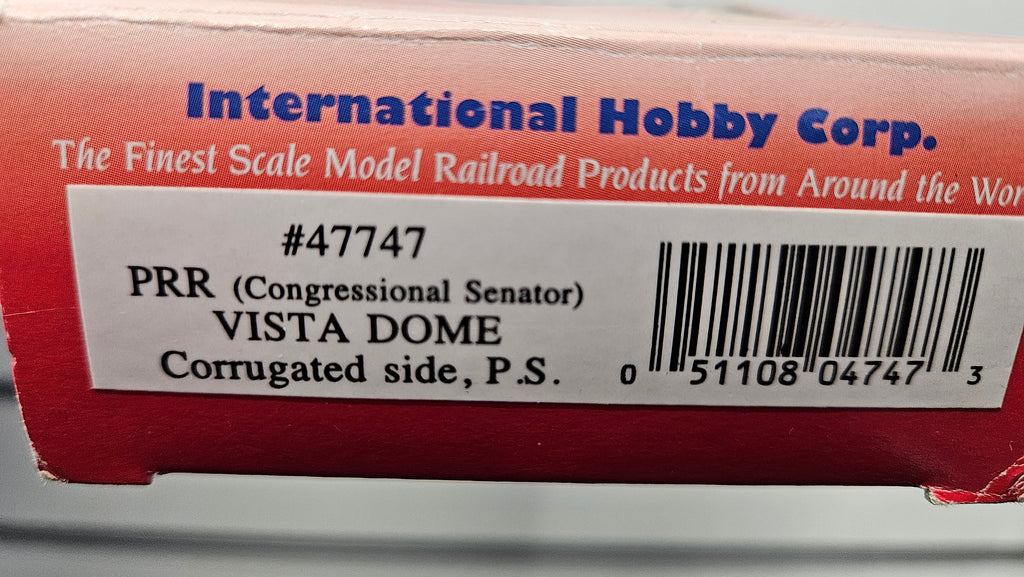 International Hobby Corp.
The Finest Scale Model Railroad Products from Around the Wor
#47747
PRR (Congressional Senator)
VISTA DOME
Corrugated side, P.S.
0 51108 04747 3